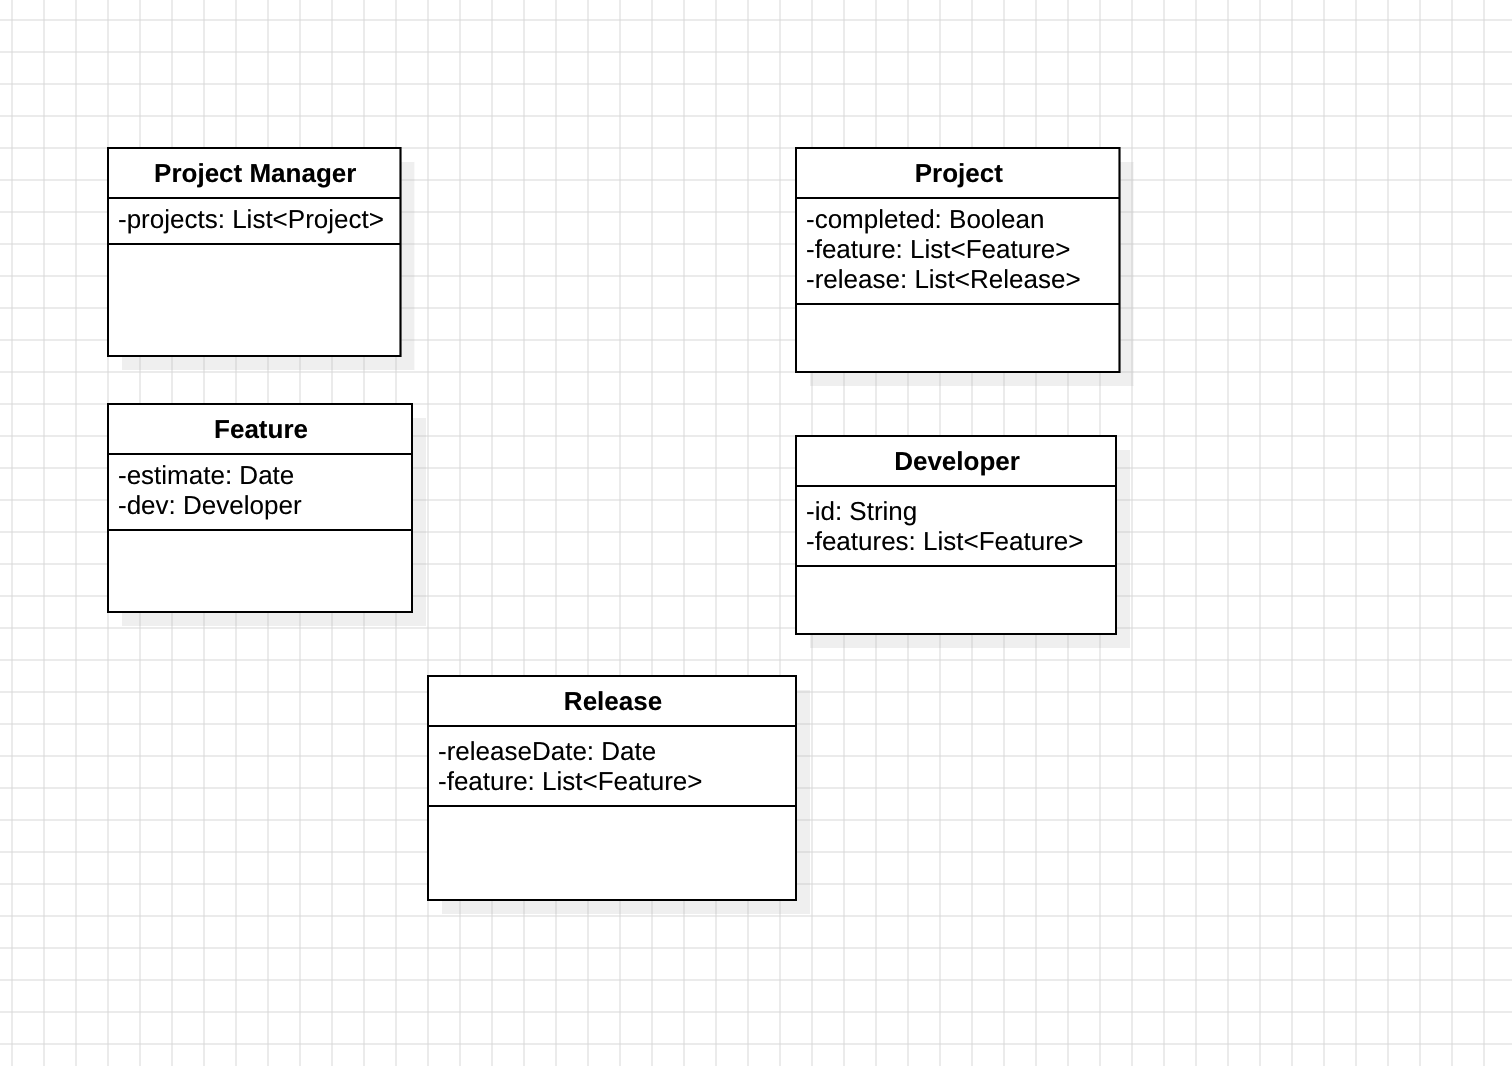 Project Manager
-projects: List<Project>
Project
-completed: Boolean
-feature: List<Feature>
-release: List<Release>
Feature
-estimate: Date
-dev: Developer
Developer
-id: String
-features: List<Feature>
Release
-releaseDate: Date
-feature: List<Feature>